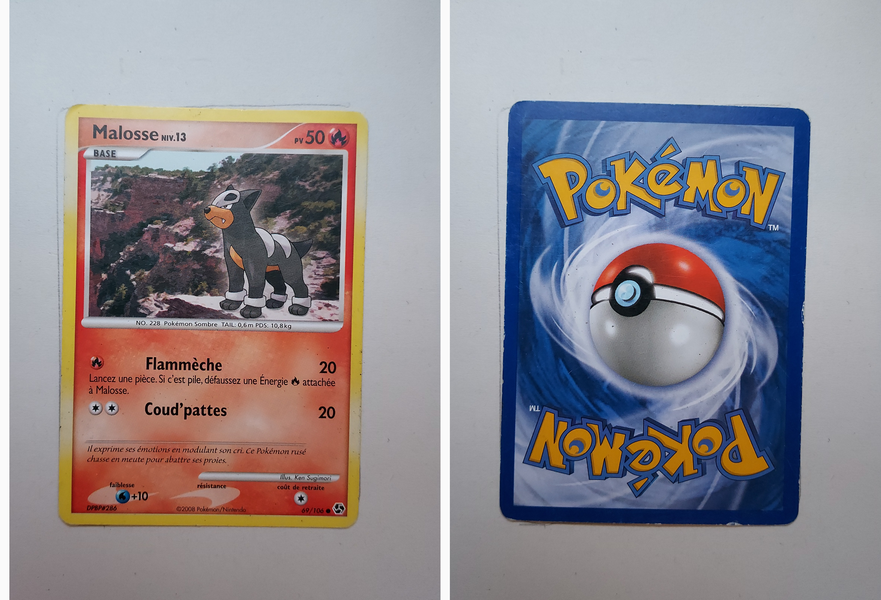 Malosse NIV.13
PV 50
BASE
NO. 228 Pokémon Sombre TAIL: 0,6m PDS: 10,8kg
Flammèche 20
Lancez une pièce. Si c'est pile, défaussez une Énergie attachée
à Malosse.
Coud'pattes 20
Il exprime ses émotions en modulant son cri. Ce Pokémon rusé
chasse en meute pour abattre ses proies.
Illus. Ken Sugimori
faiblesse résistance coût de retraite
+10
DPBP#286 ©2008 Pokémon/Nintendo 69/106
POKÉMON
TM
TM
POKÉMON